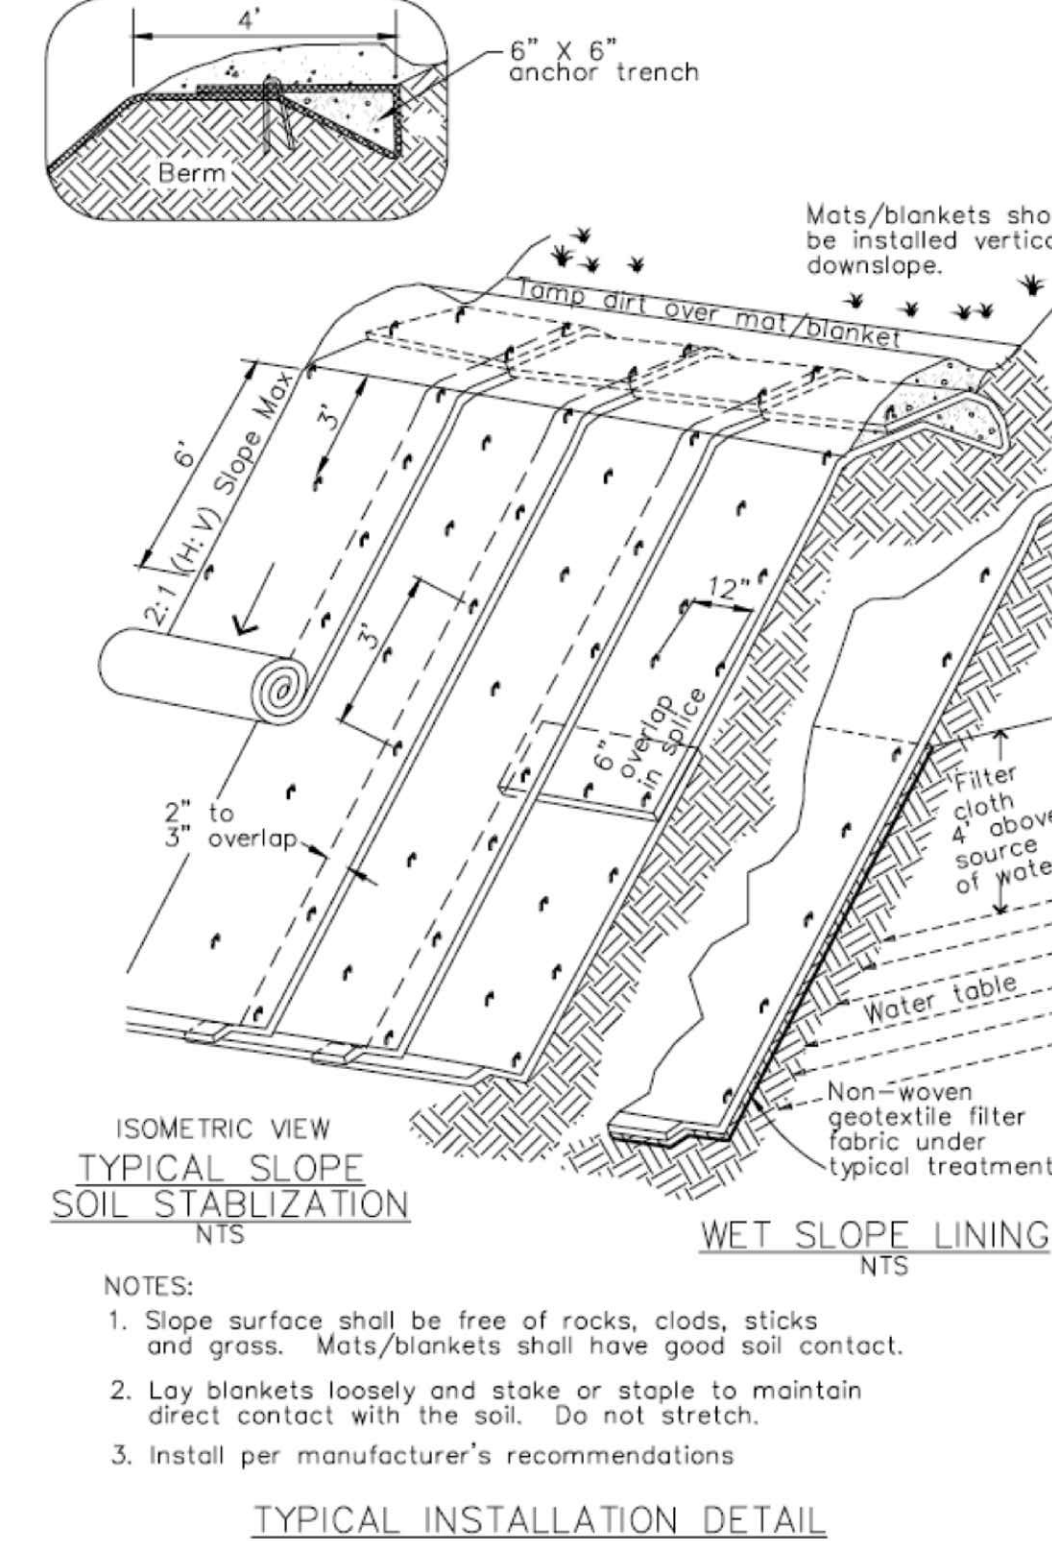 4'
6" X 6"
anchor trench
Berm
Mats/blankets sho
be installed vertica
downslope.
Tamp dirt over mat/blanket
6'
3'
2:1 (H:V) Slope Max
12"
3'
6"
overlap
in splice
2" to
3" overlap
Filter
cloth
4' above
source
of wate
Water table
Non-woven
geotextile filter
fabric under
typical treatment
ISOMETRIC VIEW
TYPICAL SLOPE
SOIL STABLIZATION
NTS
WET SLOPE LINING
NTS
NOTES:
1. Slope surface shall be free of rocks, clods, sticks
and grass. Mats/blankets shall have good soil contact.
2. Lay blankets loosely and stake or staple to maintain
direct contact with the soil. Do not stretch.
3. Install per manufacturer's recommendations
TYPICAL INSTALLATION DETAIL